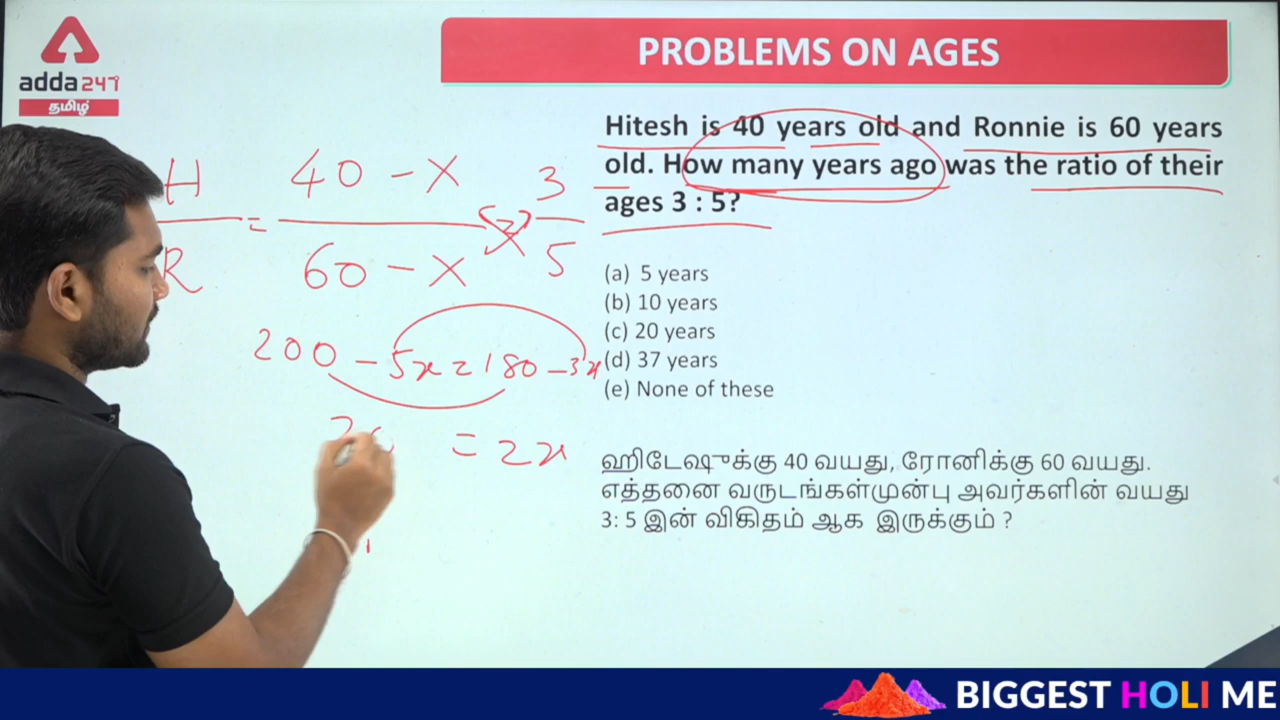 adda247
தமிழ்
PROBLEMS ON AGES
Hitesh is 40 years old and Ronnie is 60 years
old. How many years ago was the ratio of their
ages 3 : 5?
(a) 5 years
(b) 10 years
(c) 20 years
(d) 37 years
(e) None of these
ஹிடேஷுக்கு 40 வயது, ரோனிக்கு 60 வயது.
எத்தனை வருடங்கள்முன்பு அவர்களின் வயது
3: 5 இன் விகிதம் ஆக இருக்கும் ?
H 40 - X 3
=
R 60 - X 5
200 - 5x = 180 - 3x
20 = 2x
BIGGEST HOLI ME